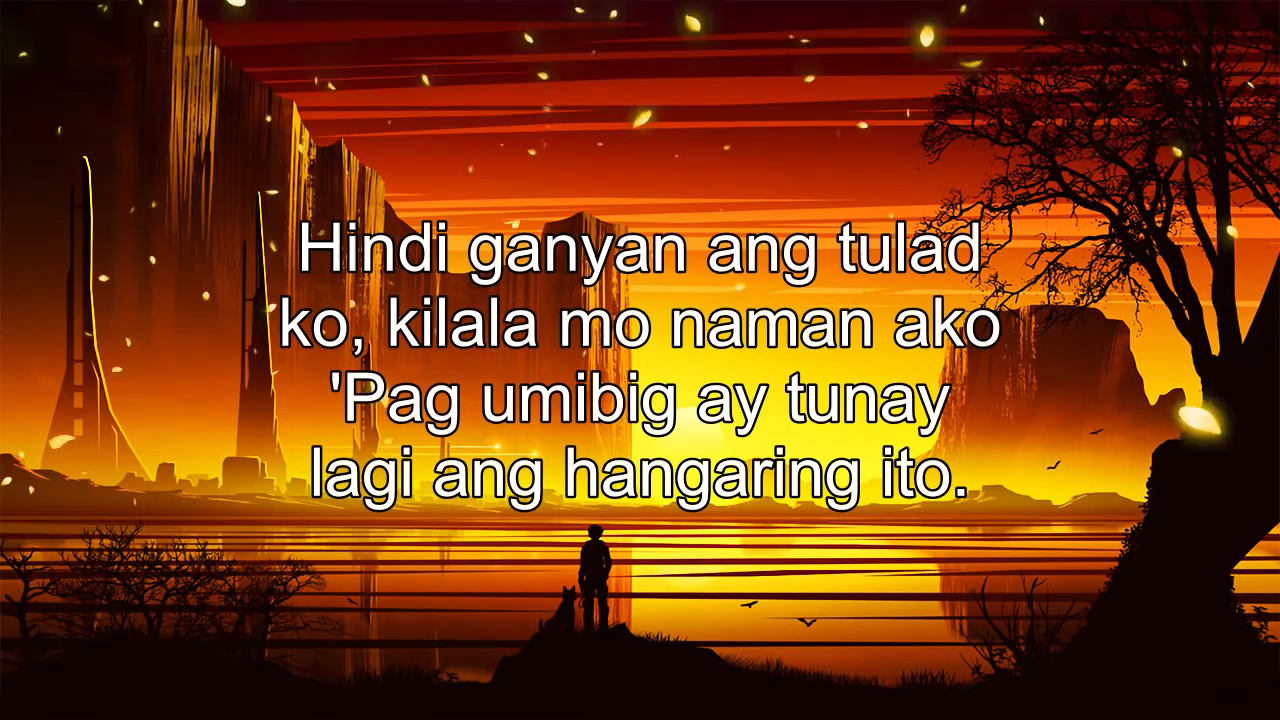 Hindi ganyan ang tulad
ko, kilala mo naman ako
'Pag umibig ay tunay
lagi ang hangaring ito.